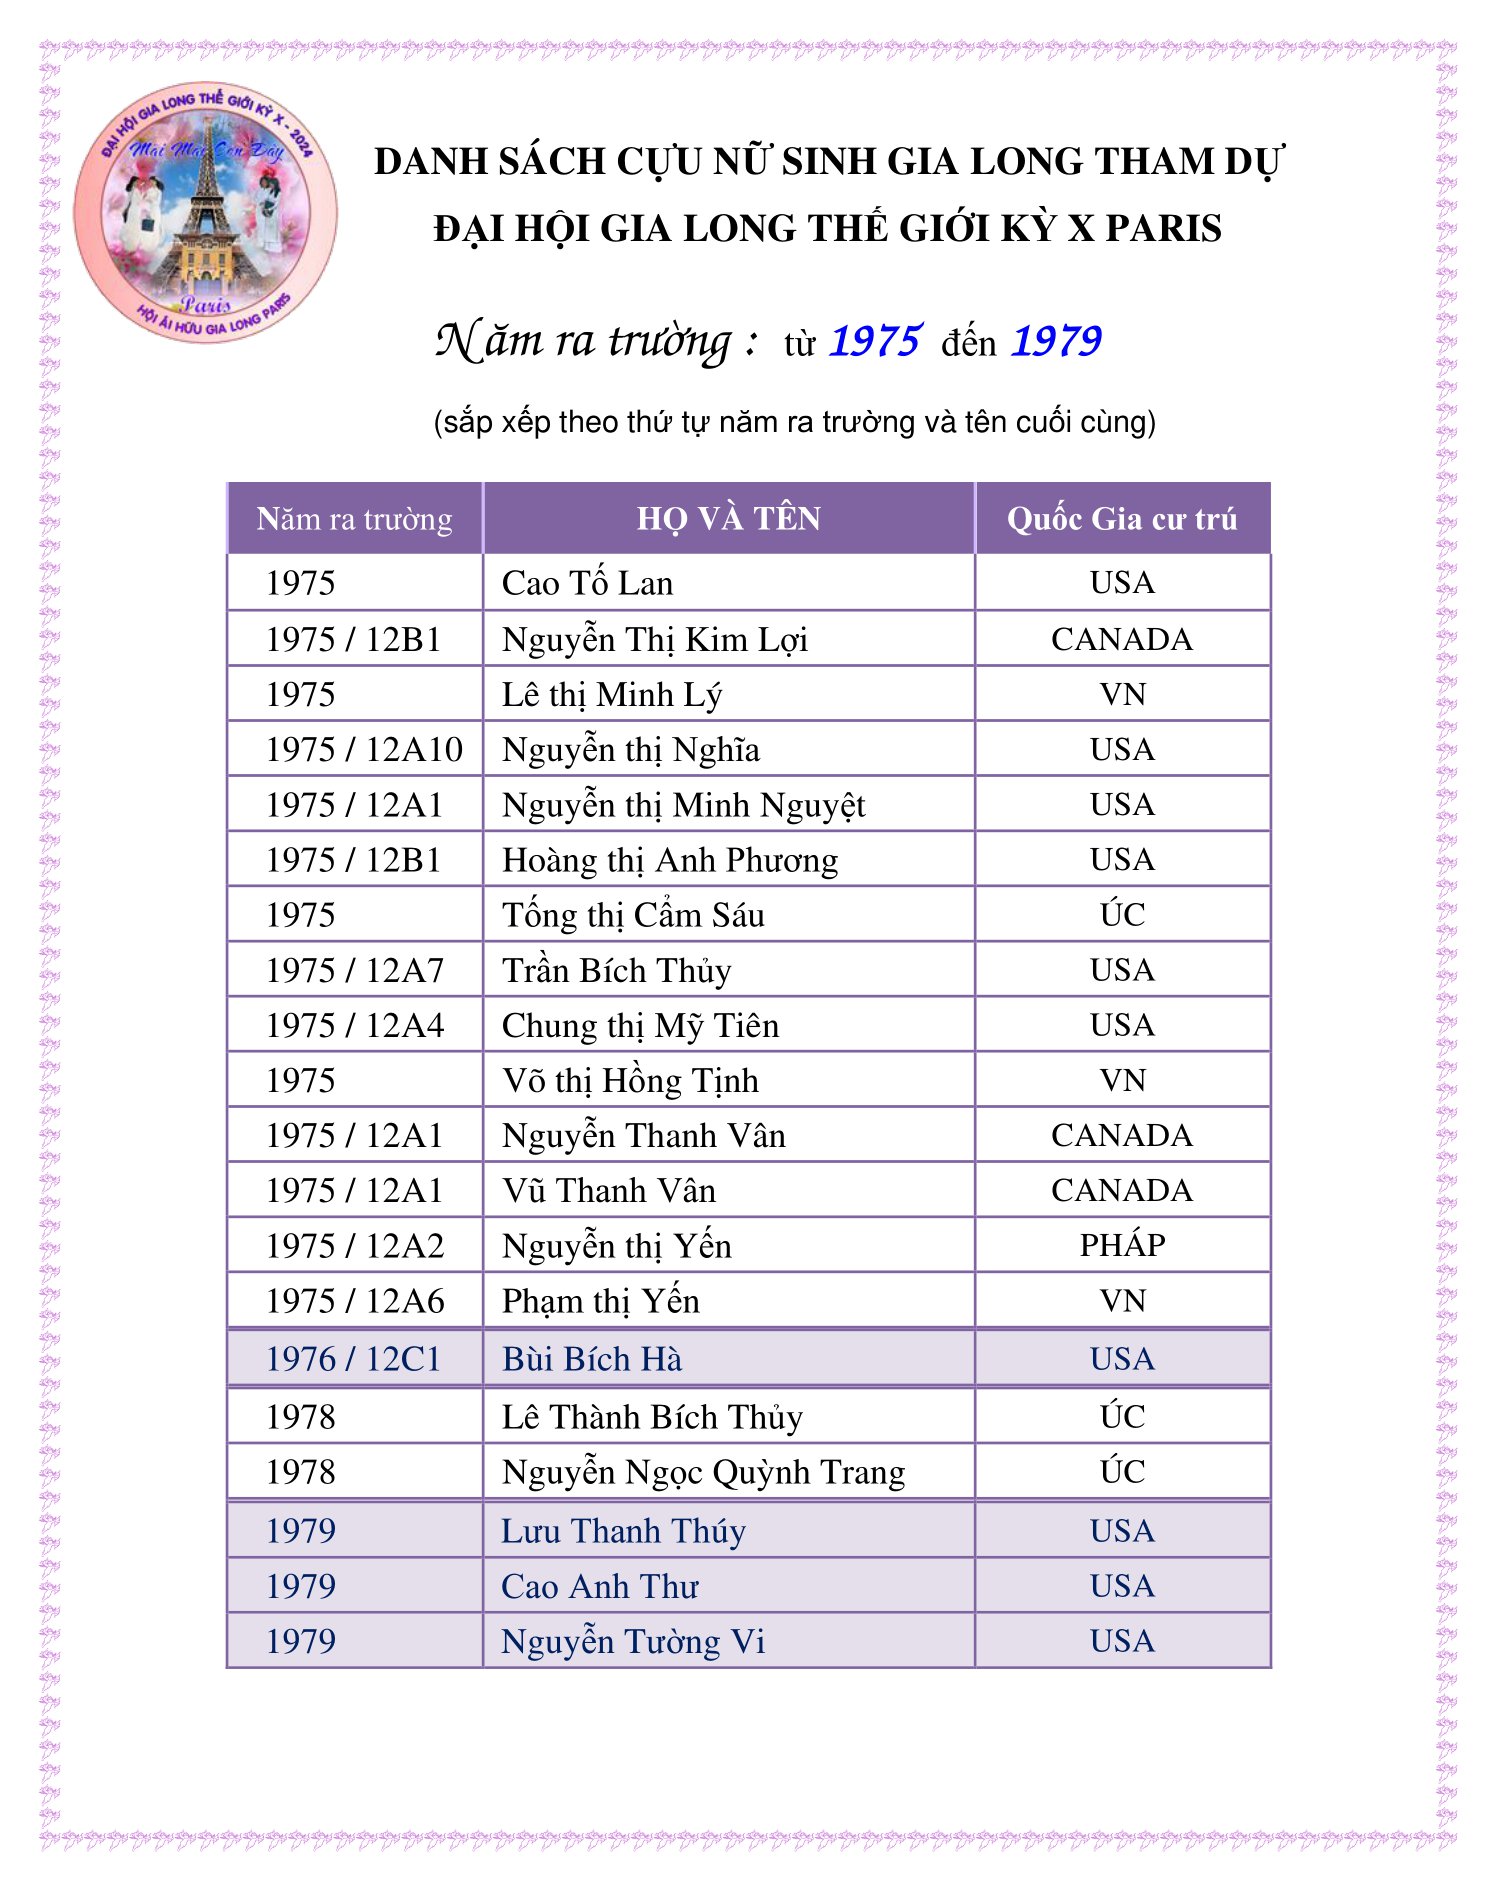 ĐẠI HỘI GIA LONG THẾ GIỚI KỲ X - 2024
Mãi Mãi Còn Đây
Paris
HỘI ÁI HỮU GIA LONG PARIS
DANH SÁCH CỰU NỮ SINH GIA LONG THAM DỰ
ĐẠI HỘI GIA LONG THẾ GIỚI KỲ X PARIS
Năm ra trường : từ 1975 đến 1979
(sắp xếp theo thứ tự năm ra trường và tên cuối cùng)
Năm ra trường HỌ VÀ TÊN Quốc Gia cư trú
1975 Cao Tố Lan USA
1975 / 12B1 Nguyễn Thị Kim Lợi CANADA
1975 Lê thị Minh Lý VN
1975 / 12A10 Nguyễn thị Nghĩa USA
1975 / 12A1 Nguyễn thị Minh Nguyệt USA
1975 / 12B1 Hoàng thị Anh Phương USA
1975 Tống thị Cẩm Sáu ÚC
1975 / 12A7 Trần Bích Thủy USA
1975 / 12A4 Chung thị Mỹ Tiên USA
1975 Võ thị Hồng Tịnh VN
1975 / 12A1 Nguyễn Thanh Vân CANADA
1975 / 12A1 Vũ Thanh Vân CANADA
1975 / 12A2 Nguyễn thị Yến PHÁP
1975 / 12A6 Phạm thị Yến VN
1976 / 12C1 Bùi Bích Hà USA
1978 Lê Thành Bích Thủy ÚC
1978 Nguyễn Ngọc Quỳnh Trang ÚC
1979 Lưu Thanh Thúy USA
1979 Cao Anh Thư USA
1979 Nguyễn Tường Vi USA